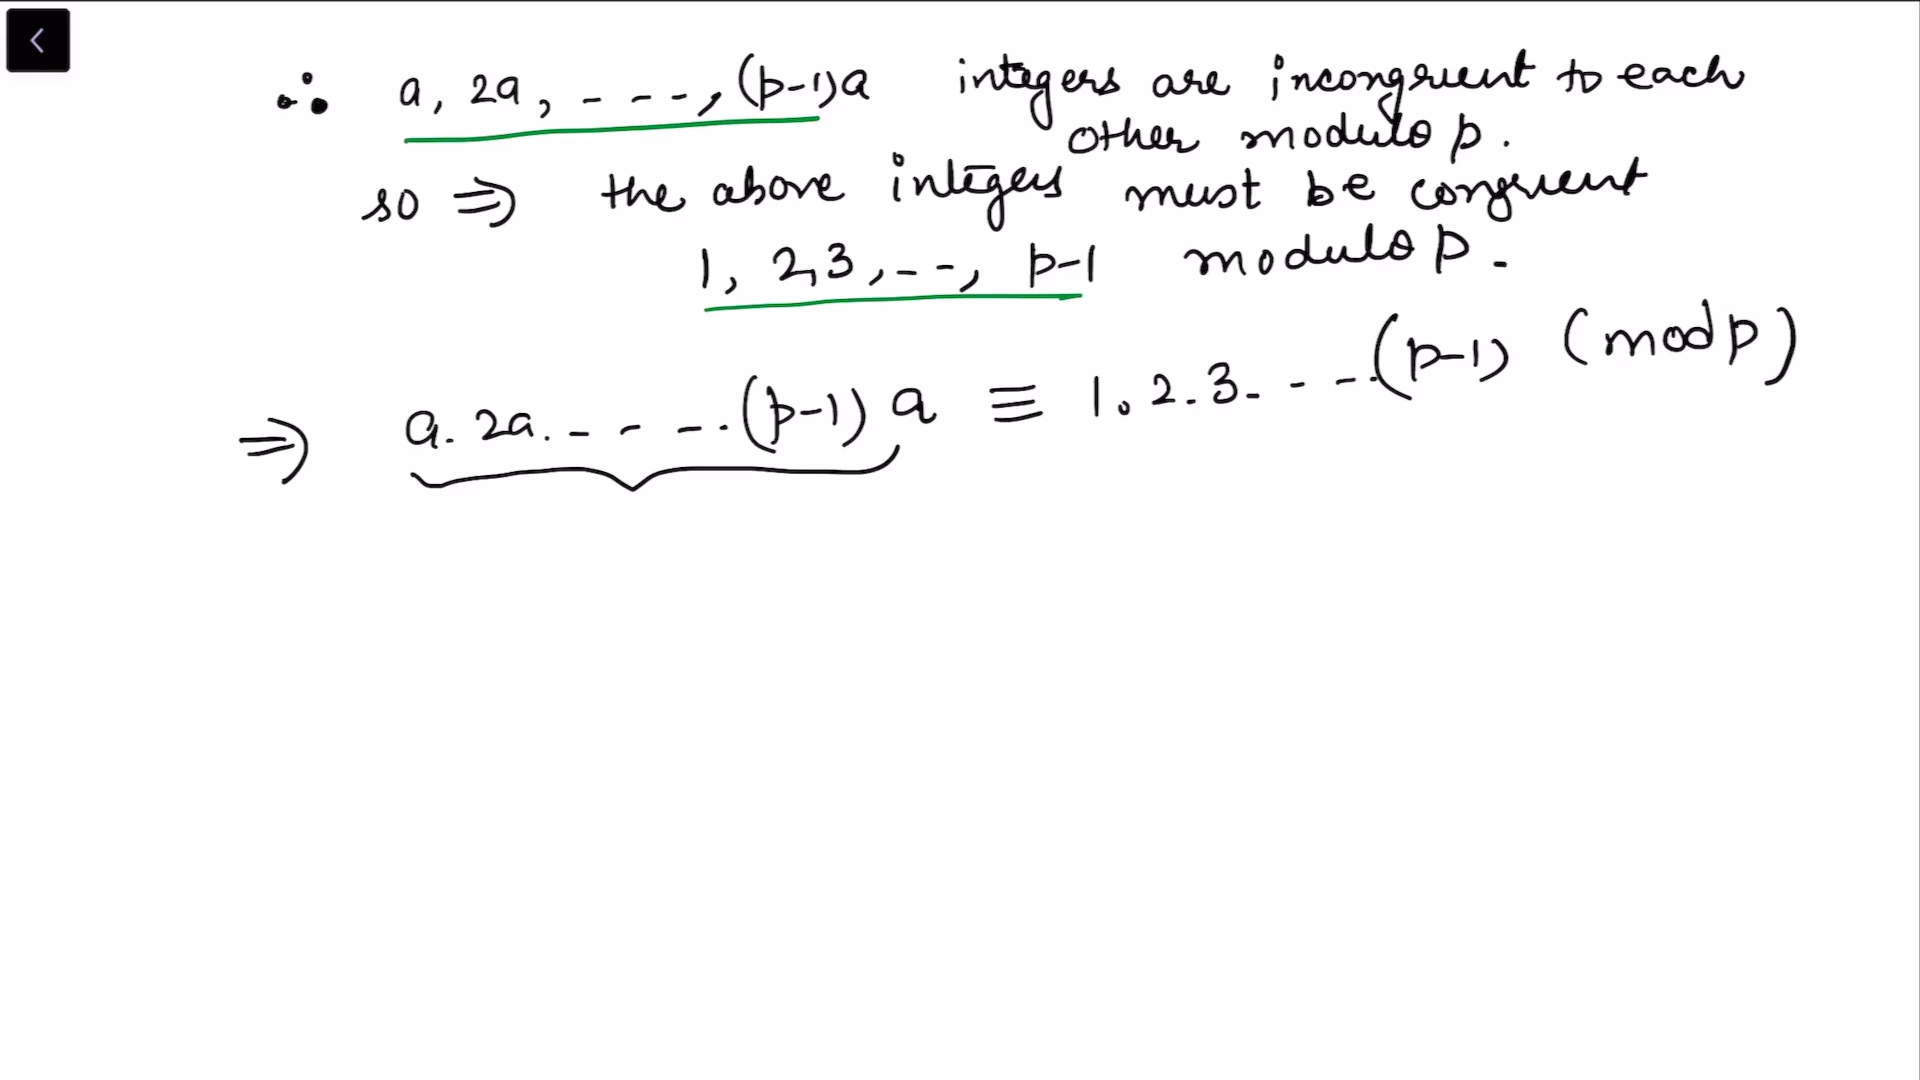 ∴ a, 2a, - - - -, (p-1)a integers are incongruent to each
other modulo p.
so ⇒ the above integers must be congruent
1, 2, 3, - - -, p-1 modulo p.
⇒ a. 2a. - - - -. (p-1) a ≡ 1. 2. 3. - - -. (p-1) (mod p)